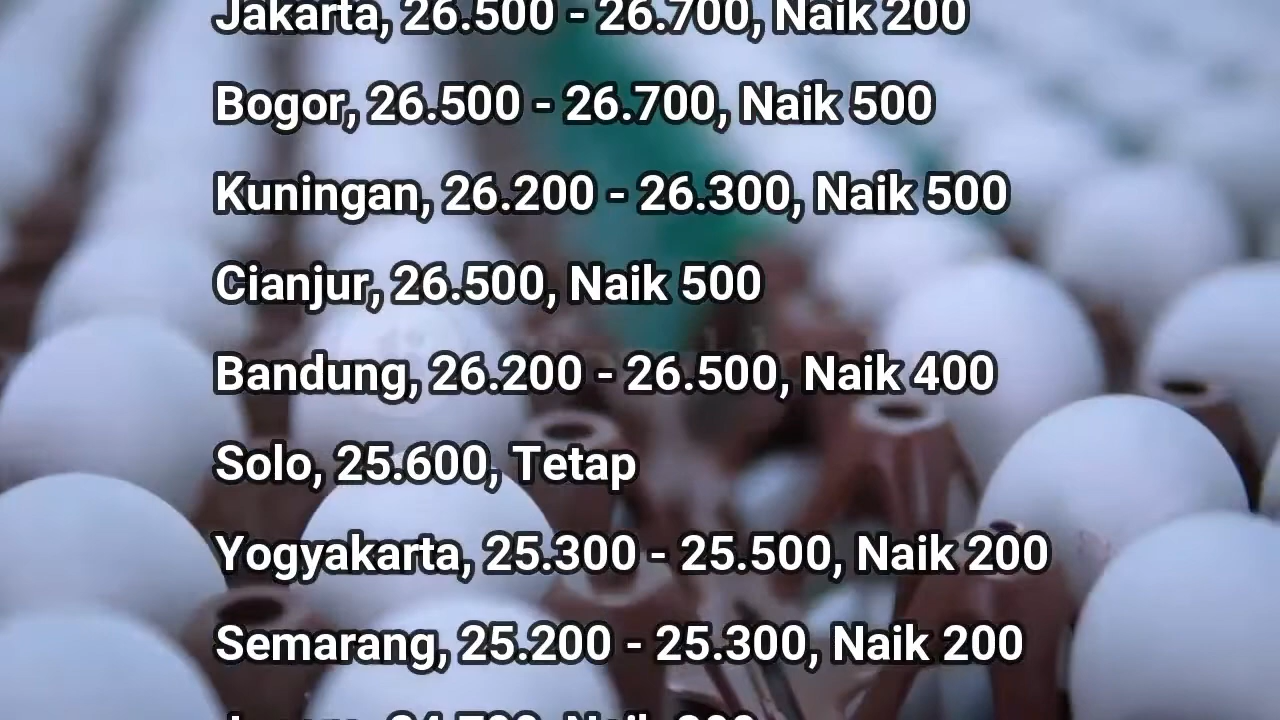 Jakarta, 26.500 - 26.700, Naik 200
Bogor, 26.500 - 26.700, Naik 500
Kuningan, 26.200 - 26.300, Naik 500
Cianjur, 26.500, Naik 500
Bandung, 26.200 - 26.500, Naik 400
Solo, 25.600, Tetap
Yogyakarta, 25.300 - 25.500, Naik 200
Semarang, 25.200 - 25.300, Naik 200